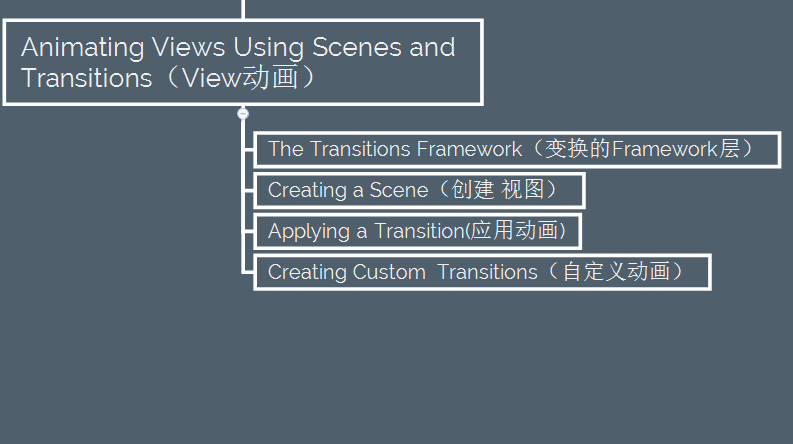 Animating Views Using Scenes and
Transitions（View动画）
The Transitions Framework（变换的Framework层）
Creating a Scene（创建 视图）
Applying a Transition(应用动画)
Creating Custom  Transitions（自定义动画）